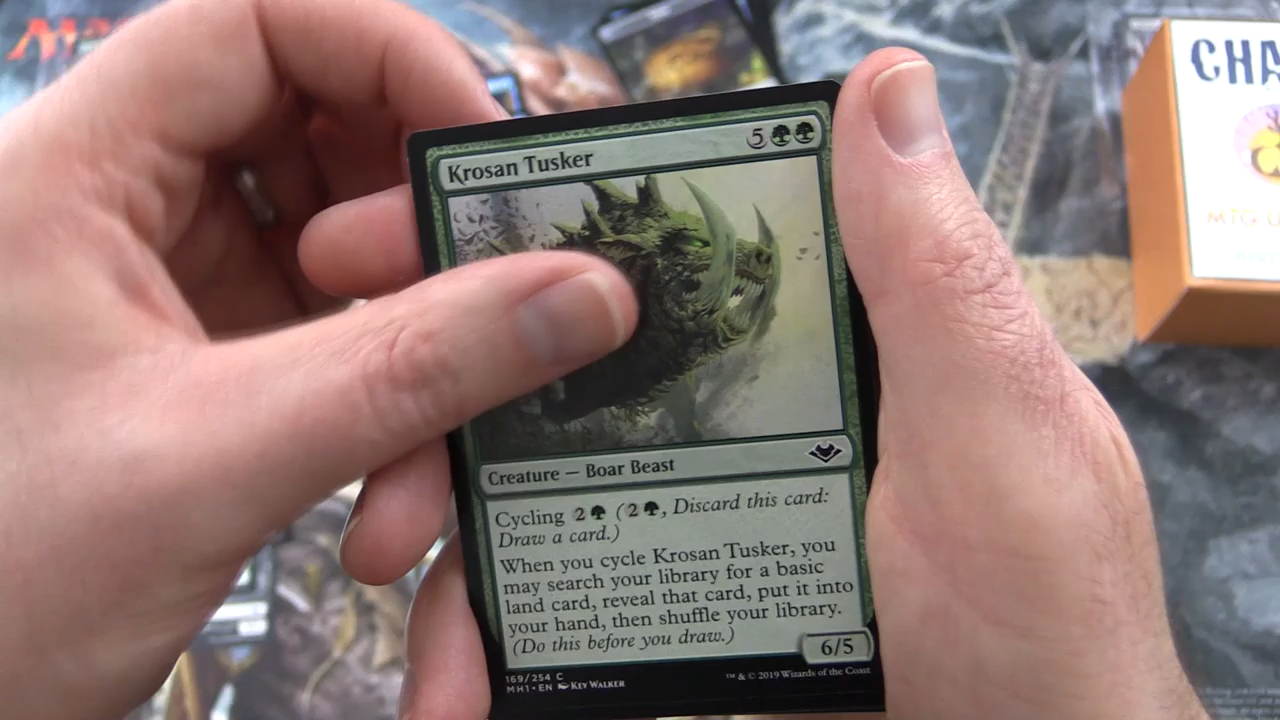 CHA
MTG
Krosan Tusker
5
Creature — Boar Beast
Cycling 2 (2, Discard this card:
Draw a card.)
When you cycle Krosan Tusker, you
may search your library for a basic
land card, reveal that card, put it into
your hand, then shuffle your library.
(Do this before you draw.)
6/5
169/254 C
MH1 • EN KEV WALKER
™ & © 2019 Wizards of the Coast